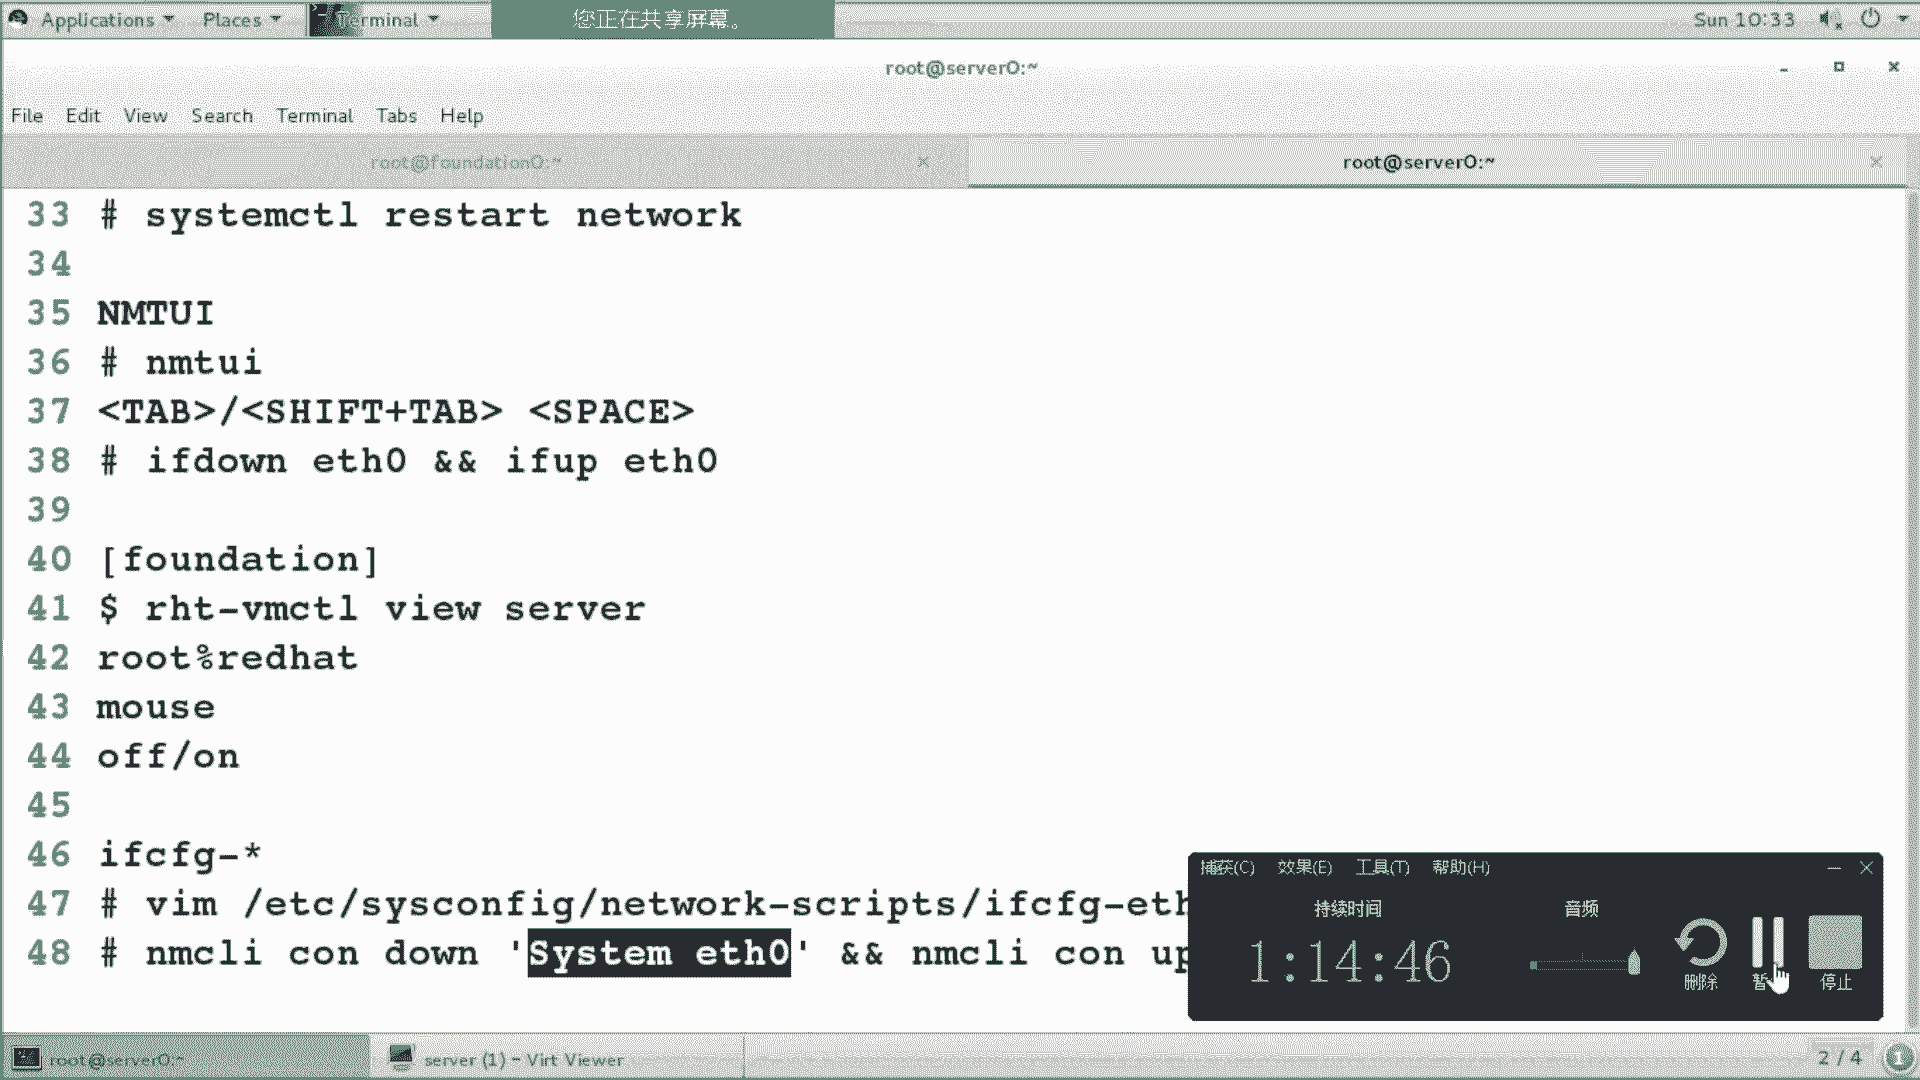 Applications Places Terminal 您正在共享屏幕。 Sun 10:33
root@server0:~
File Edit View Search Terminal Tabs Help
root@foundation0:~ root@server0:~
33 # systemctl restart network
34
35 NMTUI
36 # nmtui
37 <TAB>/<SHIFT+TAB> <SPACE>
38 # ifdown eth0 && ifup eth0
39
40 [foundation]
41 $ rht-vmctl view server
42 root%redhat
43 mouse
44 off/on
45
46 ifcfg-*
47 # vim /etc/sysconfig/network-scripts/ifcfg-eth
48 # nmcli con down 'System eth0' && nmcli con up
捕获(C) 效果(E) 工具(T) 帮助(H)
持续时间 音频
1:14:46
删除 暂 停止
root@server0:~ server (1) - Virt Viewer 2 / 4 1